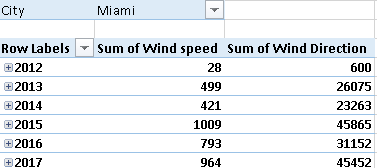 City Miami
Row Labels Sum of Wind speed Sum of Wind Direction
2012 28 600
2013 499 26075
2014 421 23263
2015 1009 45865
2016 793 31152
2017 964 45452